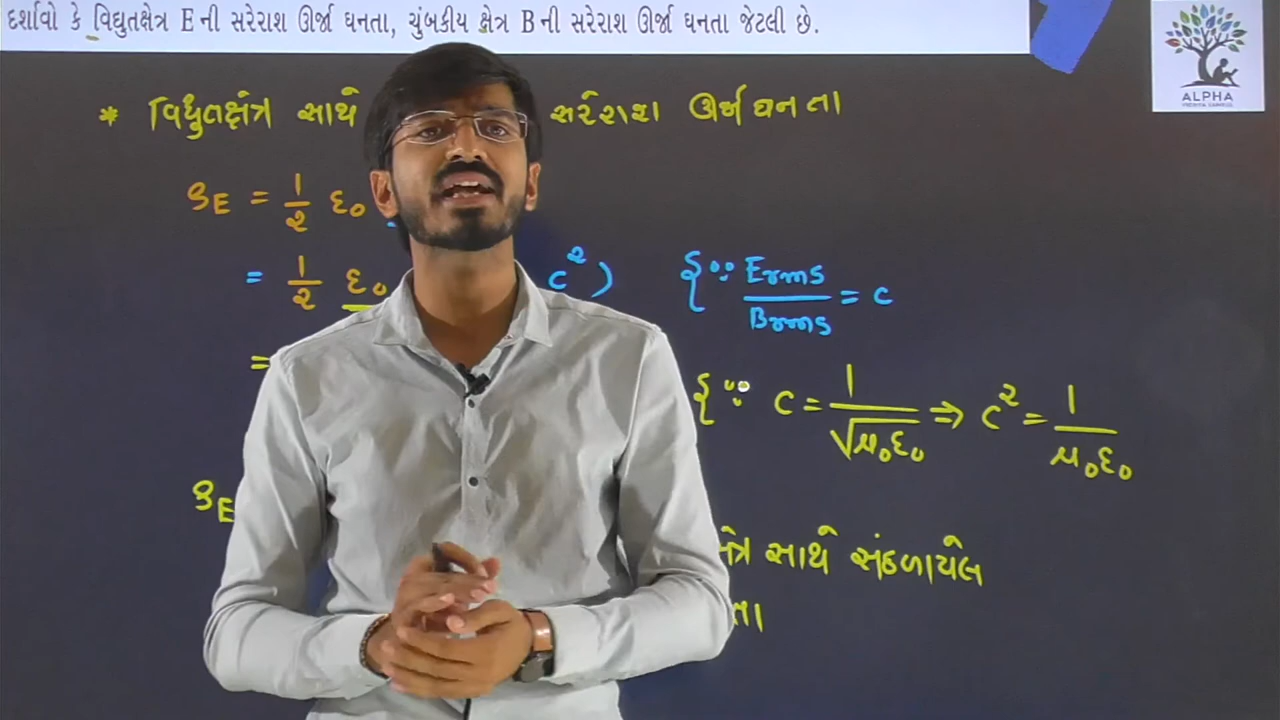 દર્શાવો કે વિદ્યુતક્ષેત્ર E ની સરેરાશ ઊર્જા ઘનતા, ચુંબકીય ક્ષેત્ર B ની સરેરાશ ઊર્જા ઘનતા જેટલી છે.
ALPHA
* વિદ્યુતક્ષેત્ર સાથે સરેરાશ ઊર્જા ઘનતા
ρE = 1/2 ε₀
= 1/2 ε₀ c²) {∵ Erms/Brms = c
=
{∵ c = 1/√μ₀ε₀ ⇒ c² = 1/μ₀ε₀
ρE
સાથે સંકળાયેલ